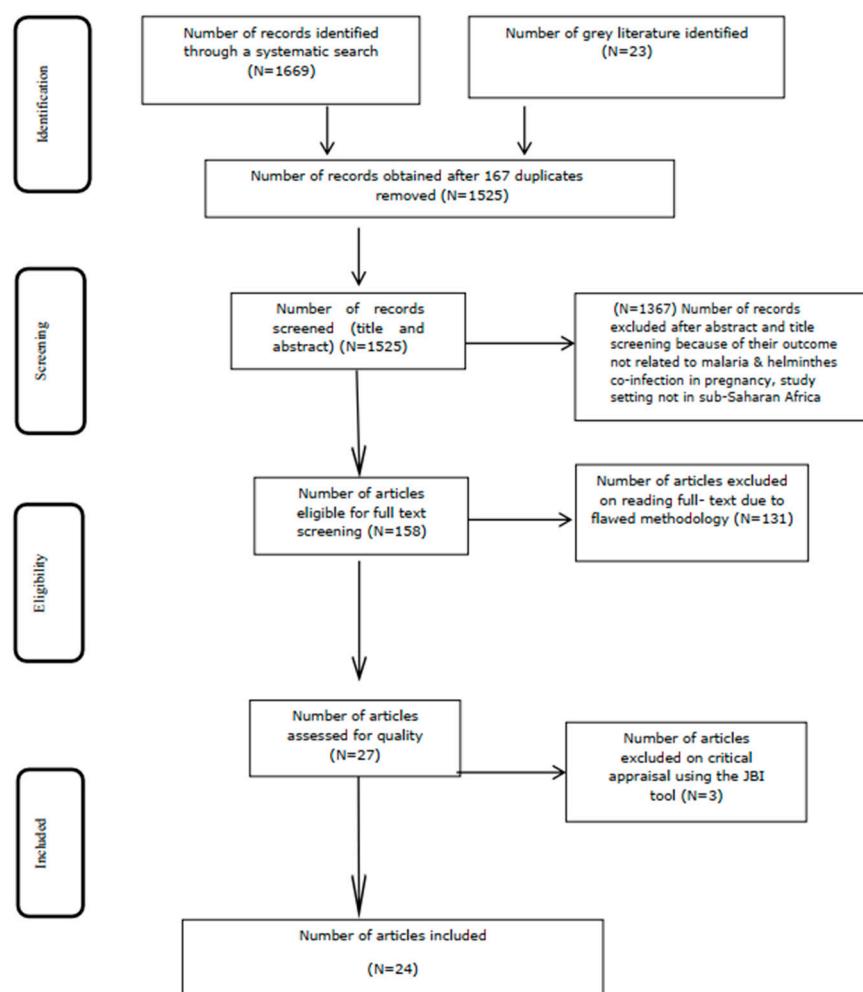 Number of records identified
through a systematic search
(N=1669)
Number of grey literature identified
(N=23)
Identification
Number of records obtained after 167 duplicates
removed (N=1525)
Number of records
screened (title and
abstract) (N=1525)
(N=1367) Number of records
excluded after abstract and title
screening because of their outcome
not related to malaria & helminthes
co-infection in pregnancy, study
setting not in sub-Saharan Africa
Screening
Number of articles
eligible for full text
screening (N=158)
Number of articles excluded
on reading full- text due to
flawed methodology (N=131)
Eligibility
Number of articles
assessed for quality
(N=27)
Number of articles
excluded on critical
appraisal using the JBI
tool (N=3)
Included
Number of articles included
(N=24)